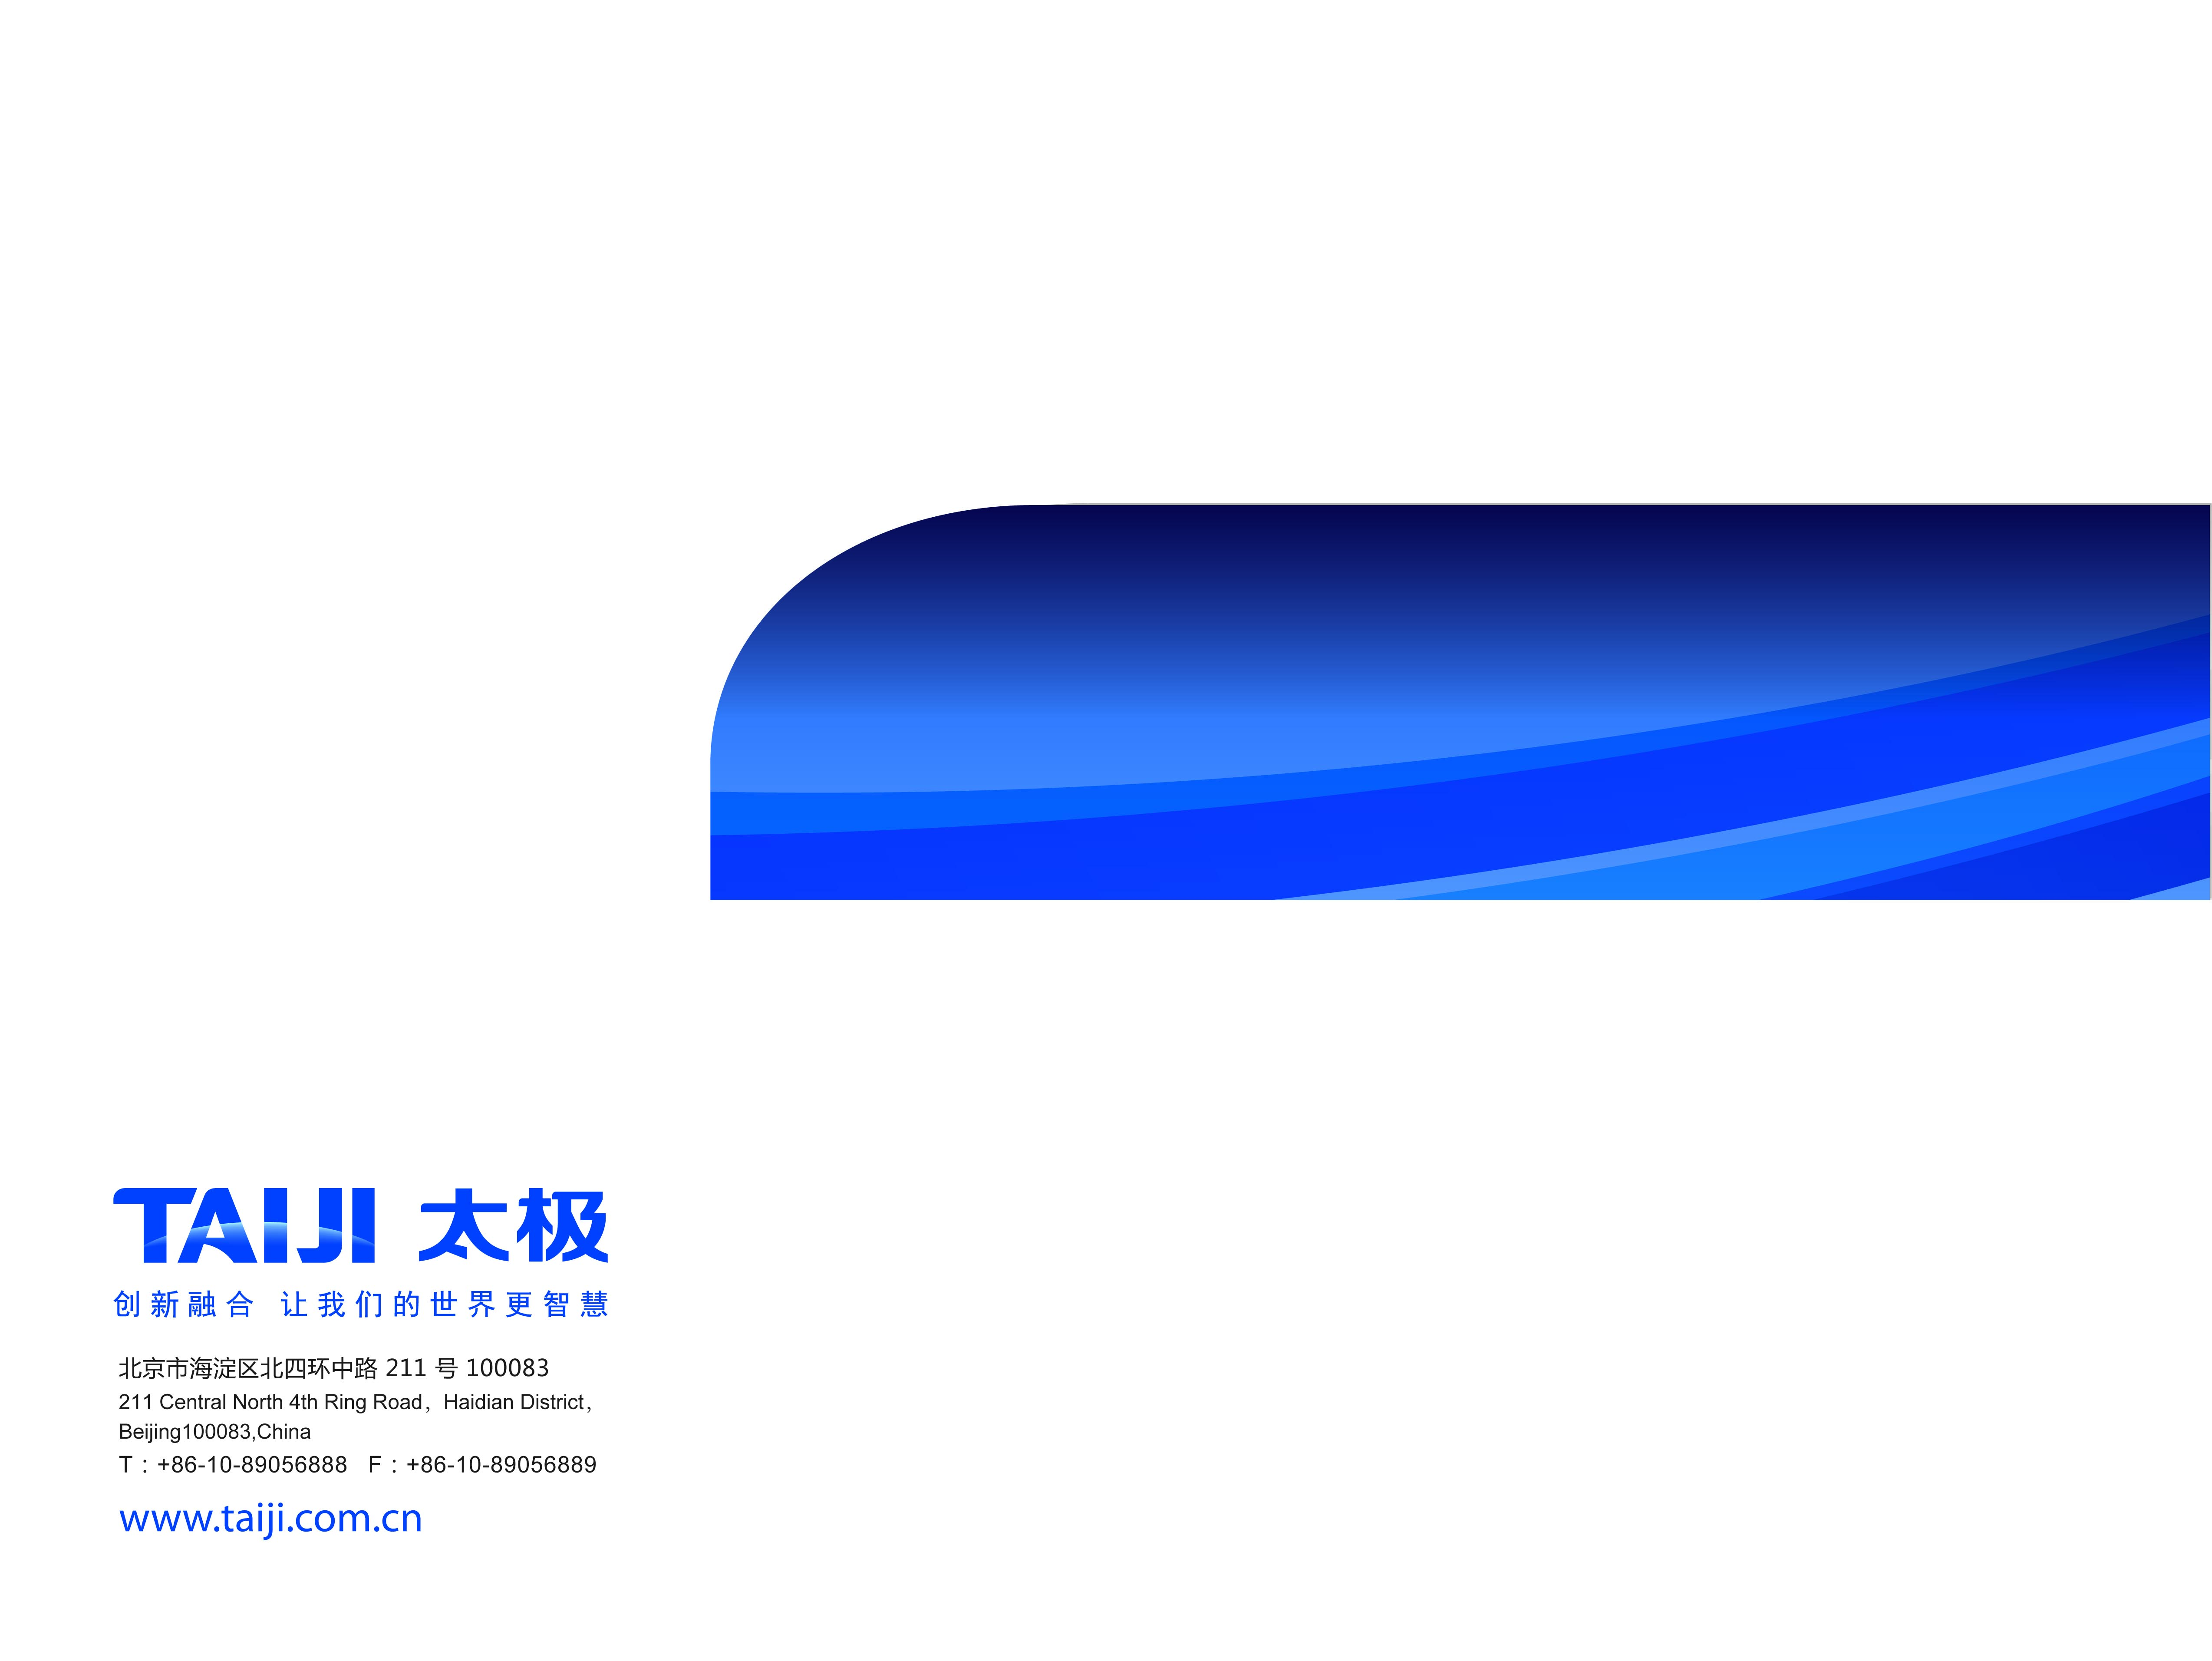 TAIJI 太极
创新融合 让我们的世界更智慧
北京市海淀区北四环中路 211 号 100083
211 Central North 4th Ring Road，Haidian District，
Beijing100083,China
T：+86-10-89056888 F：+86-10-89056889
www.taiji.com.cn